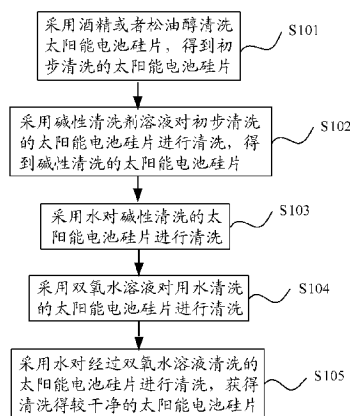 采用酒精或者松油醇清洗
太阳能电池硅片，得到初
步清洗的太阳能电池硅片
S101
采用碱性清洗剂溶液对初步清洗
的太阳能电池硅片进行清洗，得
到碱性清洗的太阳能电池硅片
S102
采用水对碱性清洗的太
阳能电池硅片进行清洗
S103
采用双氧水溶液对用水清洗
的太阳能电池硅片进行清洗
S104
采用水对经过双氧水溶液清洗的
太阳能电池硅片进行清洗，获得
清洗得较干净的太阳能电池硅片
S105